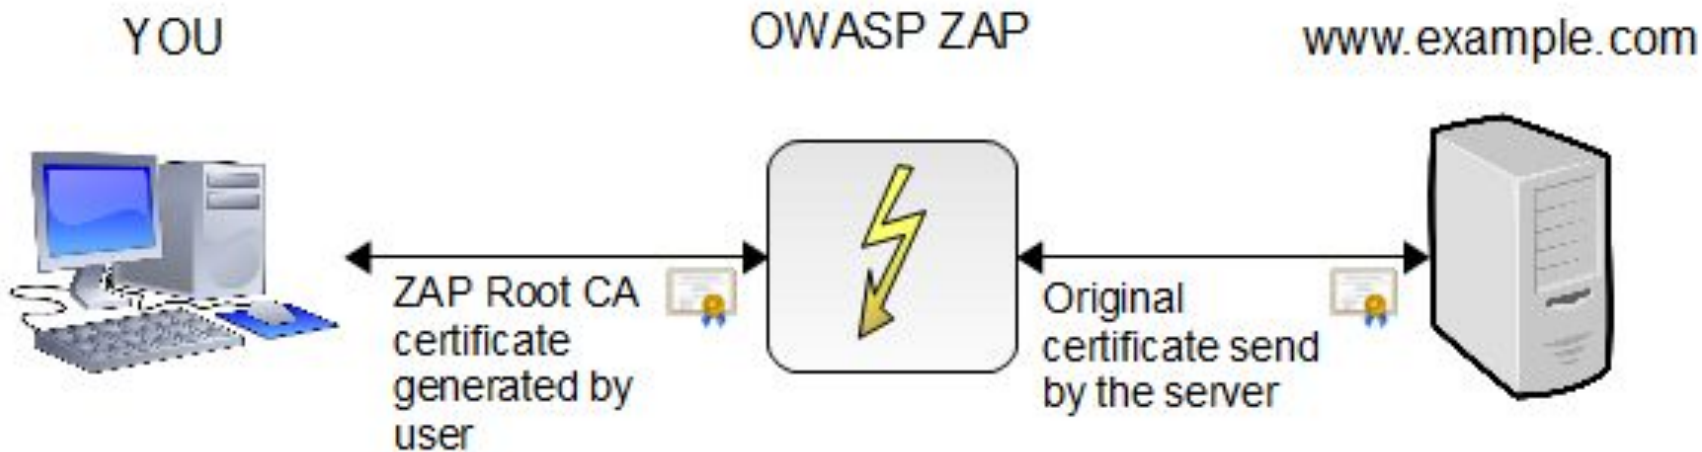 YOU
OWASP ZAP
www.example.com
ZAP Root CA
certificate
generated by
user
Original
certificate send
by the server